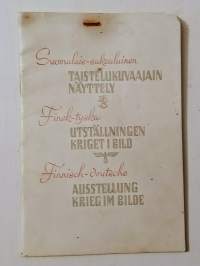 Suomalais-saksalainen
TAISTELUKUVAAJAIN
NÄYTTELY
Finsk-tyska
UTSTÄLLNINGEN
KRIGET I BILD
Finnisch-deutsche
AUSSTELLUNG
KRIEG IM BILDE